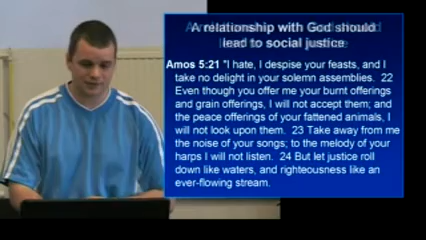 A relationship with God should
lead to social justice
Amos 5:21 "I hate, I despise your feasts, and I
take no delight in your solemn assemblies. 22
Even though you offer me your burnt offerings
and grain offerings, I will not accept them; and
the peace offerings of your fattened animals, I
will not look upon them. 23 Take away from me
the noise of your songs; to the melody of your
harps I will not listen. 24 But let justice roll
down like waters, and righteousness like an
ever-flowing stream.